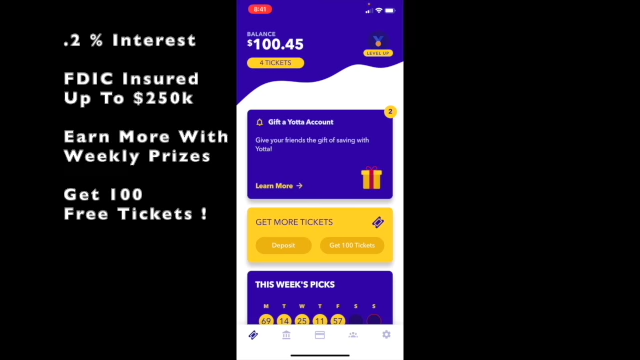 .2 % Interest
FDIC Insured
Up To $250k
Earn More With
Weekly Prizes
Get 100
Free Tickets !
8:41
BALANCE
$100.45
4 TICKETS
LEVEL UP
2
Gift a Yotta Account
Give your friends the gift of saving with
Yotta!
Learn More →
GET MORE TICKETS
Deposit
Get 100 Tickets
THIS WEEK'S PICKS
M T W T F S S
69 14 25 11 57